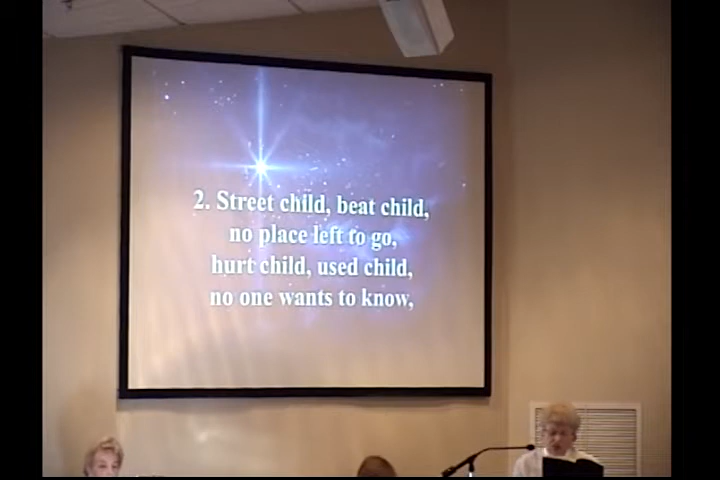 2. Street child, beat child,
no place left to go,
hurt child, used child,
no one wants to know,